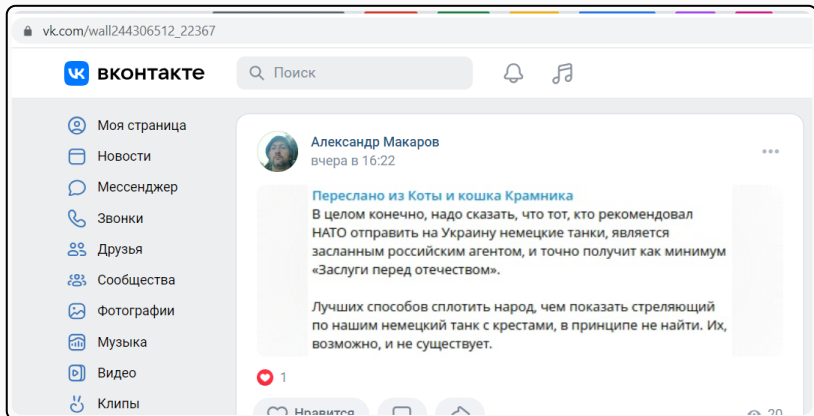 vk.com/wall244306512_22367
вконтакте
Поиск
Моя страница
Новости
Мессенджер
Звонки
Друзья
Сообщества
Фотографии
Музыка
Видео
Клипы
Александр Макаров
вчера в 16:22
Переслано из Коты и кошка Крамника
В целом конечно, надо сказать, что тот, кто рекомендовал
НАТО отправить на Украину немецкие танки, является
засланным российским агентом, и точно получит как минимум
«Заслуги перед отечеством».
Лучших способов сплотить народ, чем показать стреляющий
по нашим немецкий танк с крестами, в принципе не найти. Их,
возможно, и не существует.
1
Нравится
20